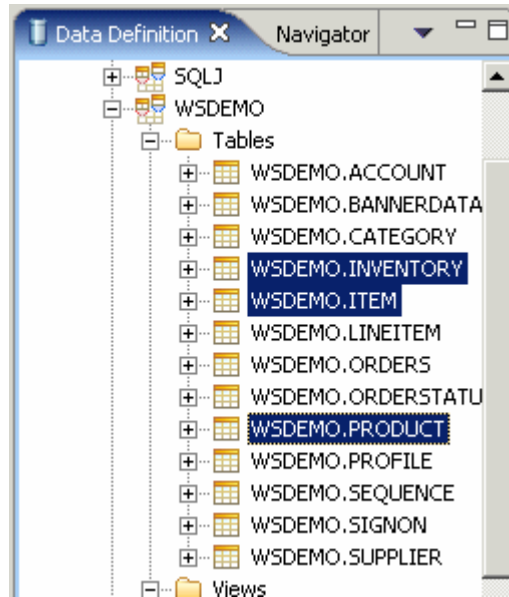 Data Definition Navigator
SQLJ
WSDEMO
Tables
WSDEMO.ACCOUNT
WSDEMO.BANNERDATA
WSDEMO.CATEGORY
WSDEMO.INVENTORY
WSDEMO.ITEM
WSDEMO.LINEITEM
WSDEMO.ORDERS
WSDEMO.ORDERSTATU
WSDEMO.PRODUCT
WSDEMO.PROFILE
WSDEMO.SEQUENCE
WSDEMO.SIGNON
WSDEMO.SUPPLIER
Views